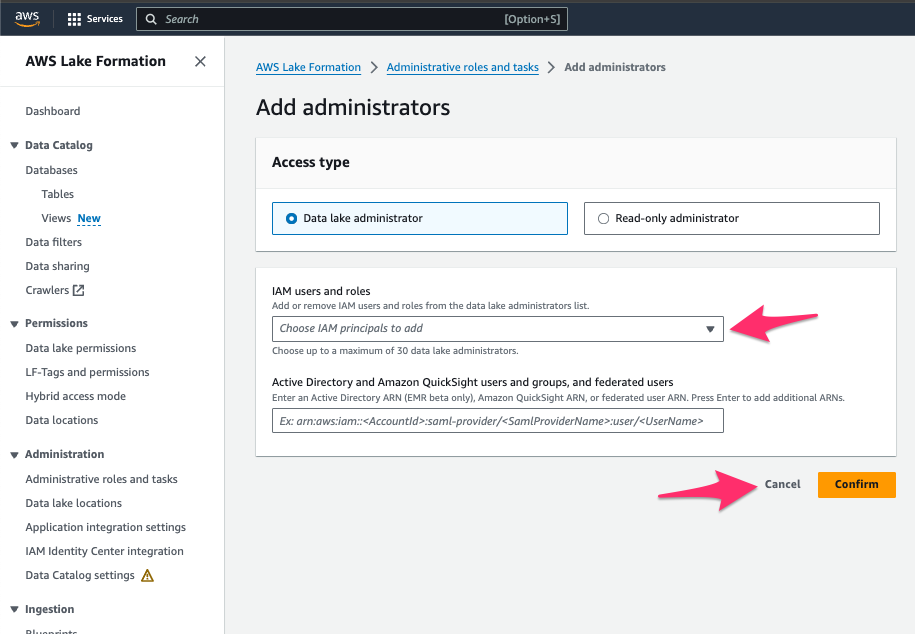 aws
Services
Search
[Option+S]
AWS Lake Formation
Dashboard
Data Catalog
Databases
Tables
Views New
Data filters
Data sharing
Crawlers
Permissions
Data lake permissions
LF-Tags and permissions
Hybrid access mode
Data locations
Administration
Administrative roles and tasks
Data lake locations
Application integration settings
IAM Identity Center integration
Data Catalog settings
Ingestion
Blueprints
AWS Lake Formation > Administrative roles and tasks > Add administrators
Add administrators
Access type
Data lake administrator
Read-only administrator
IAM users and roles
Add or remove IAM users and roles from the data lake administrators list.
Choose IAM principals to add
Choose up to a maximum of 30 data lake administrators.
Active Directory and Amazon QuickSight users and groups, and federated users
Enter an Active Directory ARN (EMR beta only), Amazon QuickSight ARN, or federated user ARN. Press Enter to add additional ARNs.
Ex: arn:aws:iam::<AccountId>:saml-provider/<SamlProviderName>:user/<UserName>
Cancel
Confirm